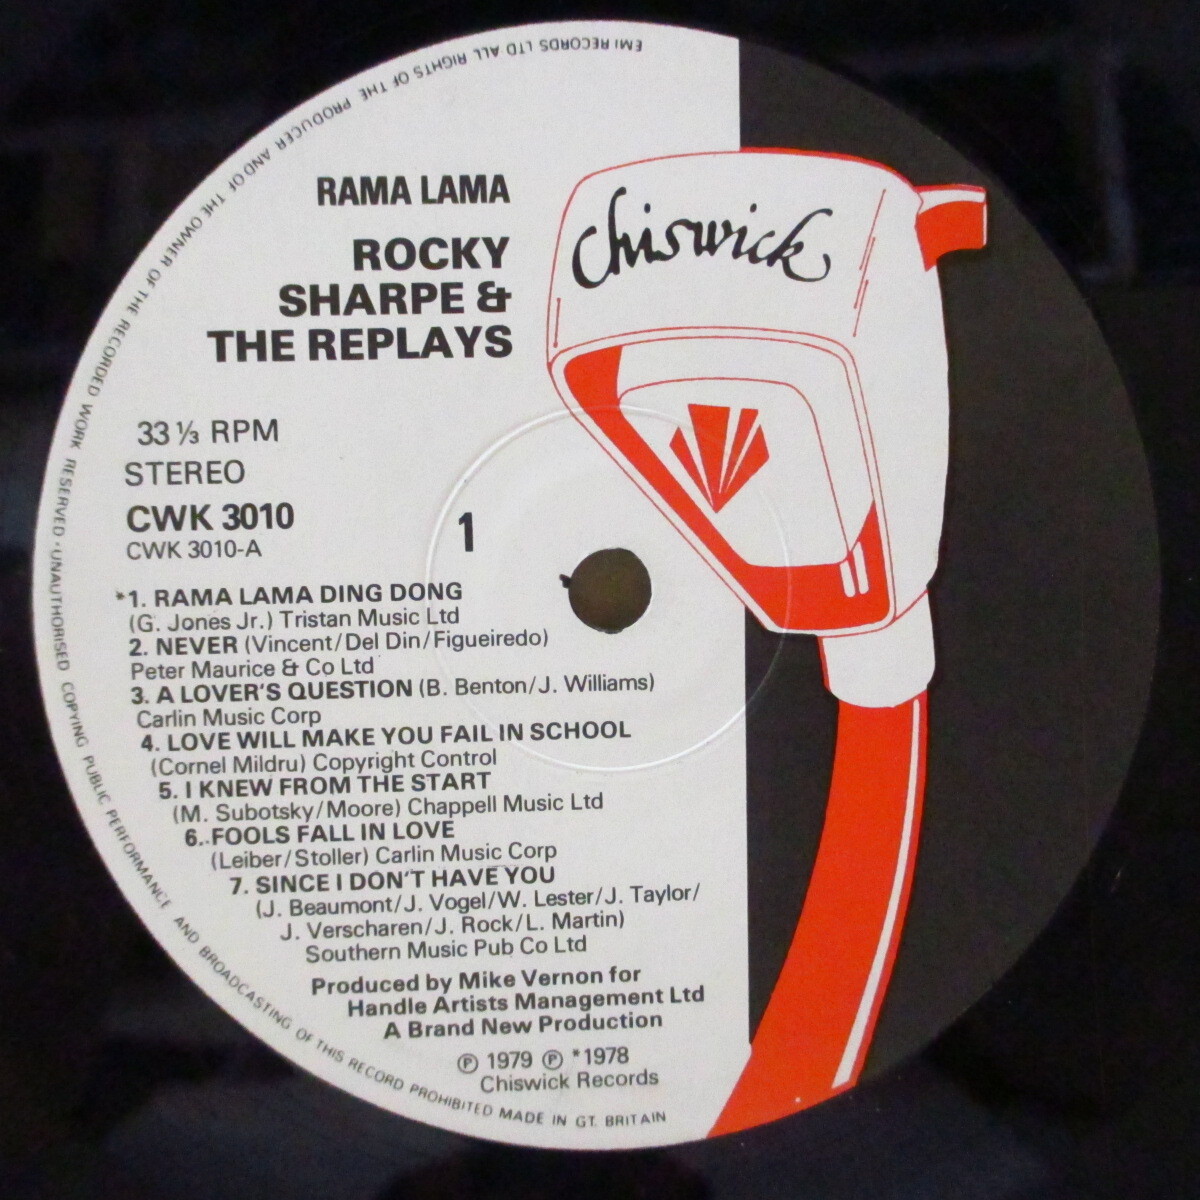 EMI RECORDS LTD ALL RIGHTS OF THE PRODUCER AND OF THE OWNER OF THE RECORDED WORK RESERVED · UNAUTHORISED COPYING PUBLIC PERFORMANCE AND BROADCASTING OF THIS RECORD PROHIBITED MADE IN GT. BRITAIN
RAMA LAMA
ROCKY
SHARPE &
THE REPLAYS
Chiswick
33 ⅓ RPM
STEREO
CWK 3010
CWK 3010-A
1
*1. RAMA LAMA DING DONG
(G. Jones Jr.) Tristan Music Ltd
2. NEVER (Vincent/Del Din/Figueiredo)
Peter Maurice & Co Ltd
3. A LOVER'S QUESTION (B. Benton/J. Williams)
Carlin Music Corp
4. LOVE WILL MAKE YOU FAIL IN SCHOOL
(Cornel Mildru) Copyright Control
5. I KNEW FROM THE START
(M. Subotsky/Moore) Chappell Music Ltd
6. FOOLS FALL IN LOVE
(Leiber/Stoller) Carlin Music Corp
7. SINCE I DON'T HAVE YOU
(J. Beaumont/J. Vogel/W. Lester/J. Taylor/
J. Verscharen/J. Rock/L. Martin)
Southern Music Pub Co Ltd
Produced by Mike Vernon for
Handle Artists Management Ltd
A Brand New Production
℗ 1979 ℗ *1978
Chiswick Records